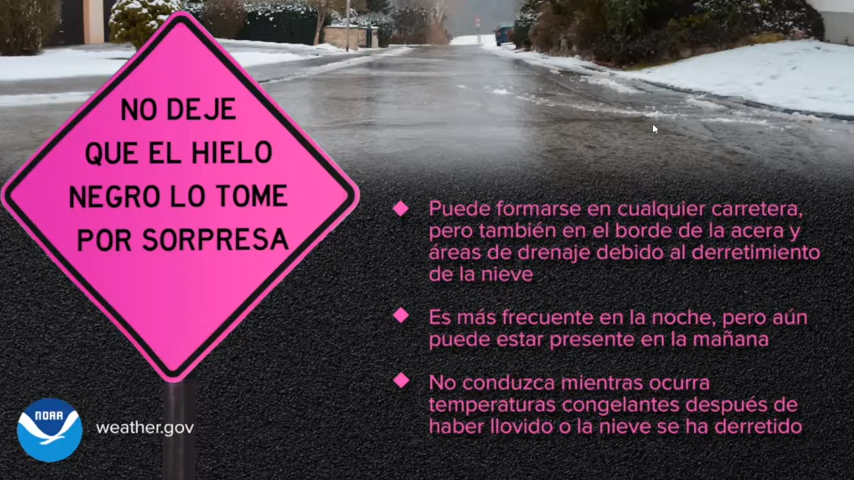 NO DEJE
QUE EL HIELO
NEGRO LO TOME
POR SORPRESA
Puede formarse en cualquier carretera,
pero también en el borde de la acera y
áreas de drenaje debido al derretimiento
de la nieve
Es más frecuente en la noche, pero aún
puede estar presente en la mañana
No conduzca mientras ocurra
temperaturas congelantes después de
haber llovido o la nieve se ha derretido
NOAA
weather.gov